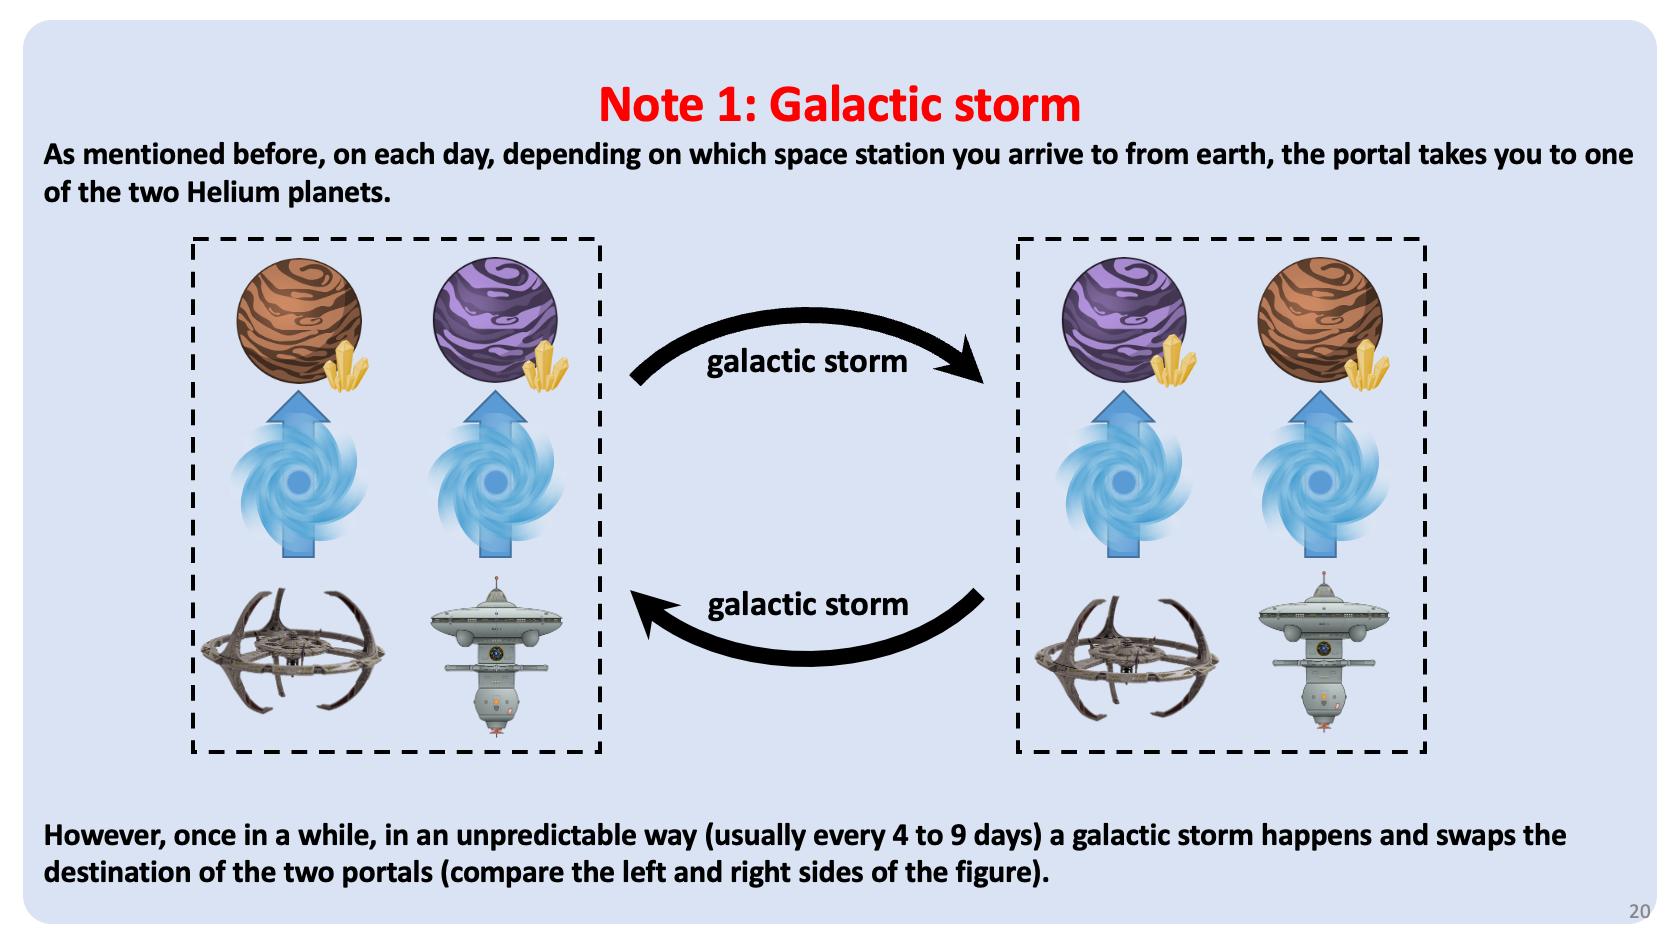 Note 1: Galactic storm
As mentioned before, on each day, depending on which space station you arrive to from earth, the portal takes you to one
of the two Helium planets.
galactic storm
galactic storm
However, once in a while, in an unpredictable way (usually every 4 to 9 days) a galactic storm happens and swaps the
destination of the two portals (compare the left and right sides of the figure).
20